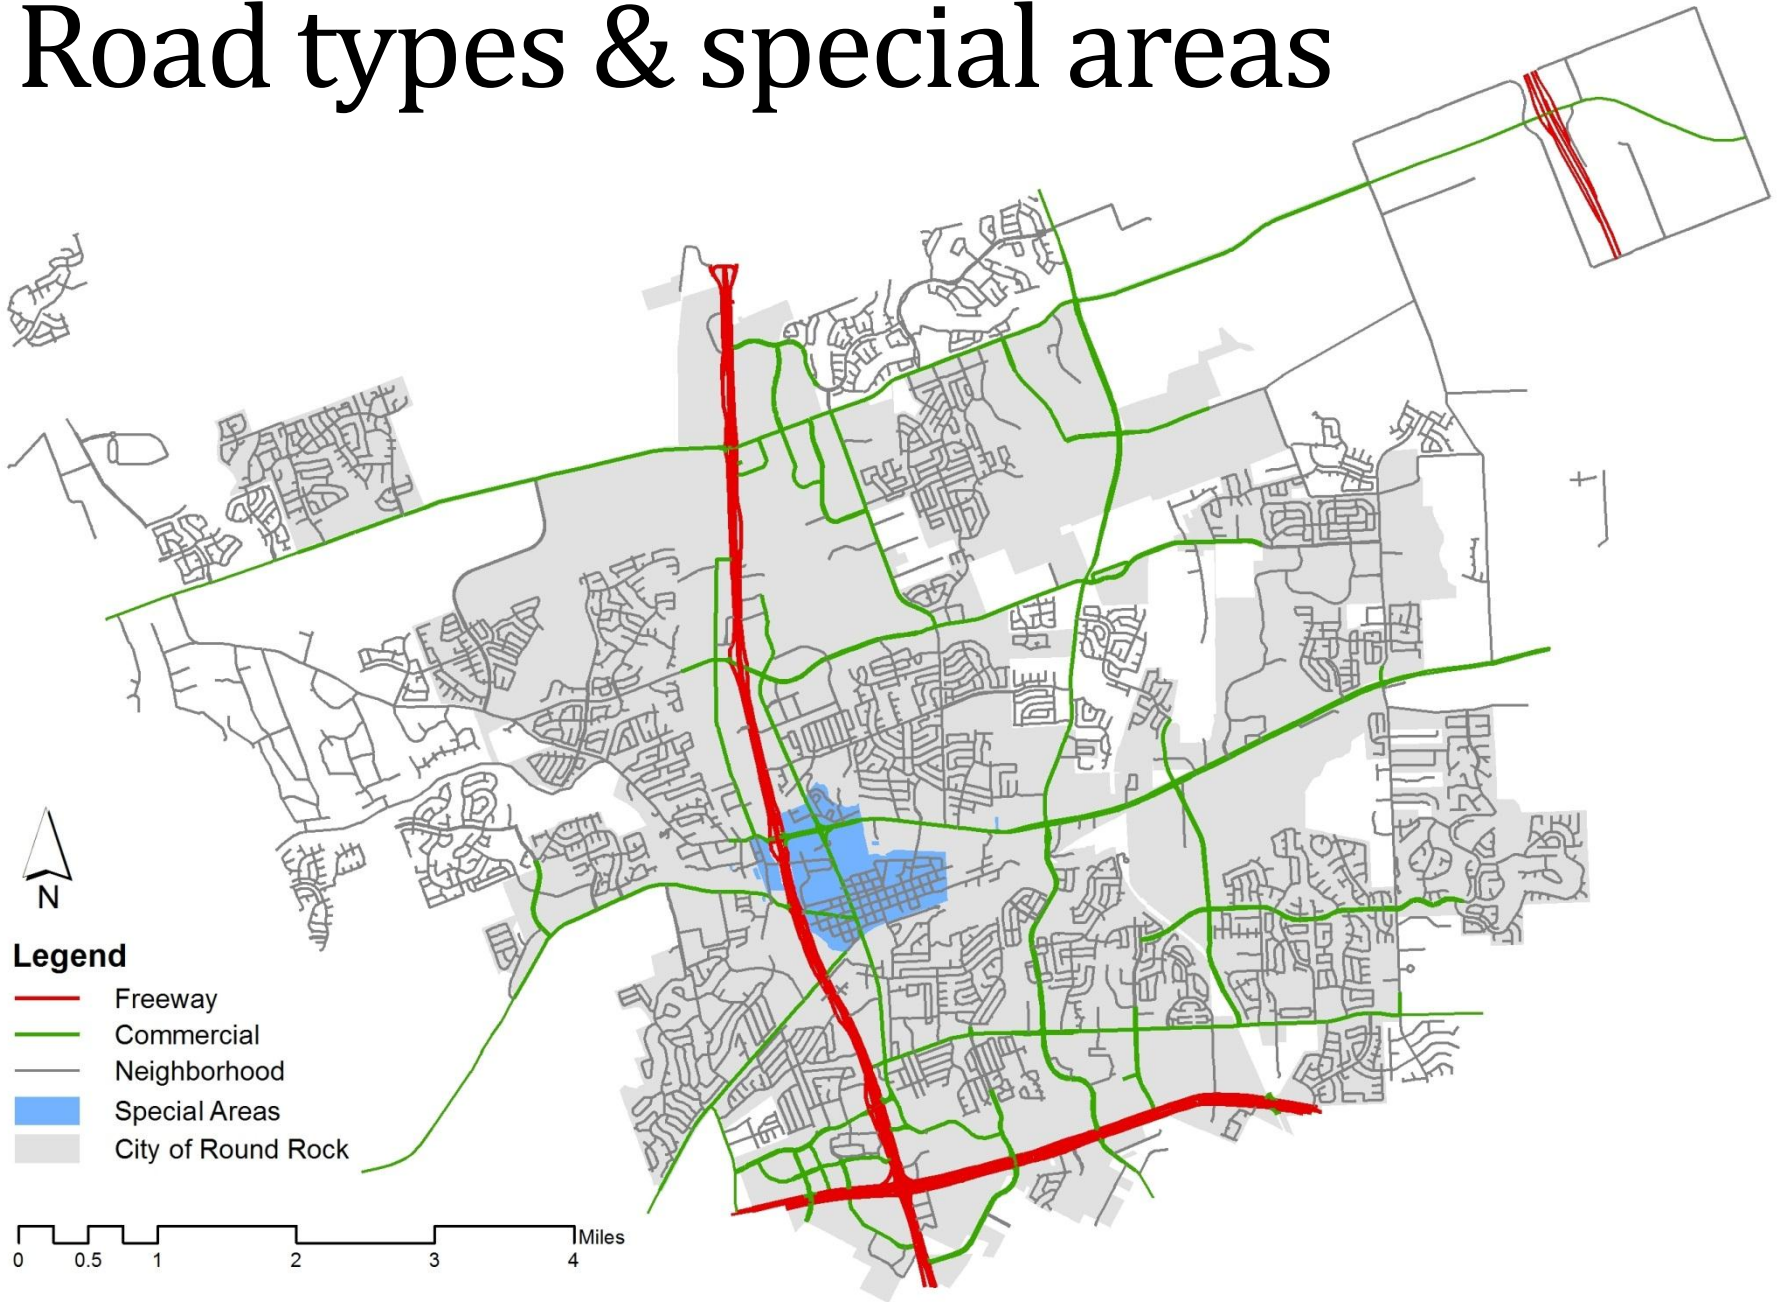 Road types & special areas
N
Legend
Freeway
Commercial
Neighborhood
Special Areas
City of Round Rock
Miles
0 0.5 1 2 3 4